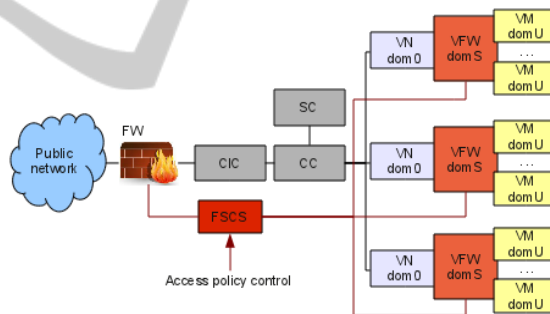 VM
dom U
VN
dom 0
VFW
dom S
...
VM
dom U
SC
FW
Public
network
CIC
CC
VM
dom U
VN
dom 0
VFW
dom S
...
VM
dom U
FSCS
Access policy control
VM
dom U
VN
dom 0
VFW
dom S
...
VM
dom U